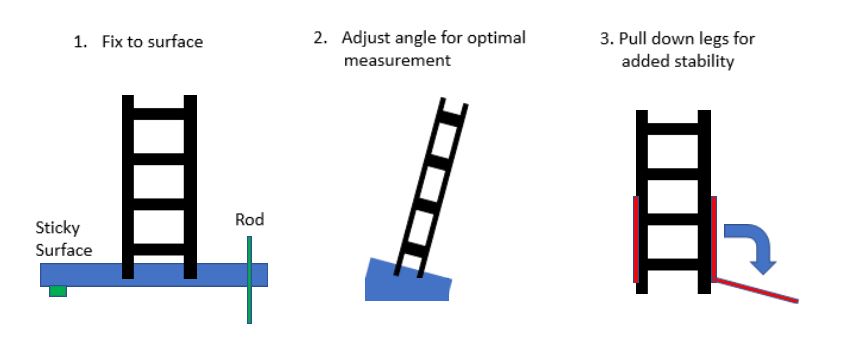 1. Fix to surface
2. Adjust angle for optimal
measurement
3. Pull down legs for
added stability
Sticky
Surface
Rod